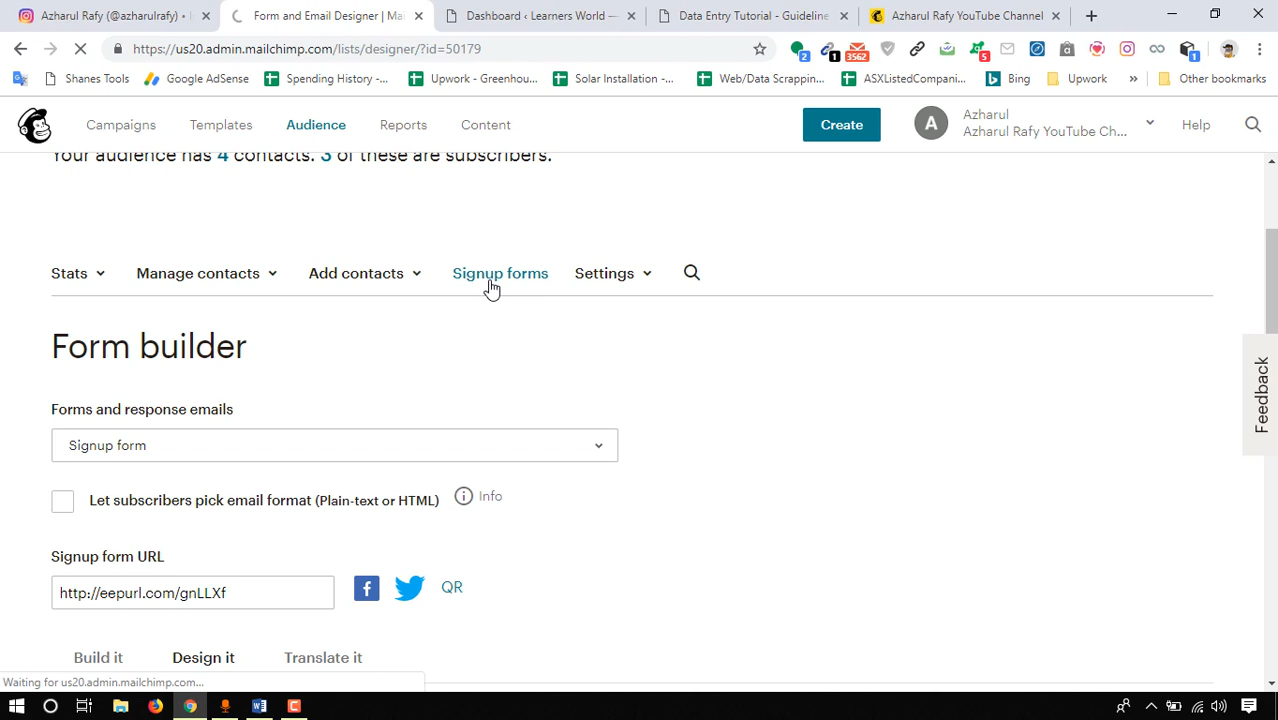 Azharul Rafy (@azharulrafy) •
Form and Email Designer | Ma
Dashboard ‹ Learners World —
Data Entry Tutorial - Guideline
Azharul Rafy YouTube Channel
https://us20.admin.mailchimp.com/lists/designer/?id=50179
2
1
3562
5
1
Shanes Tools
Google AdSense
Spending History -...
Upwork - Greenhou...
Solar Installation -...
Web/Data Scrappin...
ASXListedCompani...
Bing
Upwork
»
Other bookmarks
Campaigns
Templates
Audience
Reports
Content
Create
A
Azharul
Azharul Rafy YouTube Ch...
Help
Your audience has 4 contacts. 3 of these are subscribers.
Stats
Manage contacts
Add contacts
Signup forms
Settings
Form builder
Forms and response emails
Signup form
Let subscribers pick email format (Plain-text or HTML)
Info
Signup form URL
http://eepurl.com/gnLLXf
QR
Build it
Design it
Translate it
Feedback
Waiting for us20.admin.mailchimp.com...